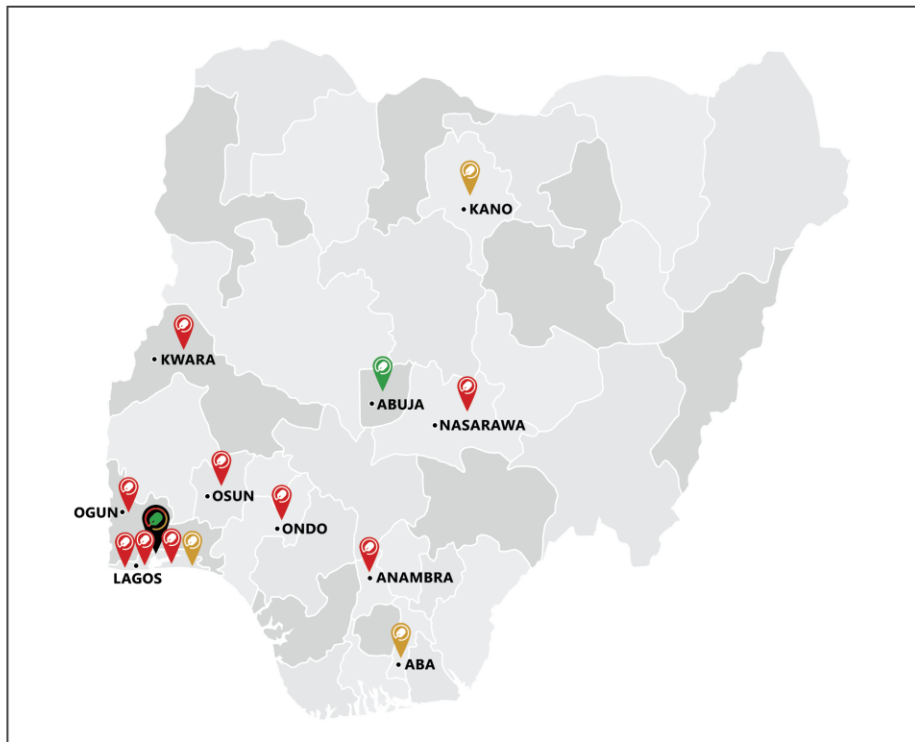 KANO
KWARA
ABUJA
NASARAWA
OSUN
OGUN
ONDO
LAGOS
ANAMBRA
ABA